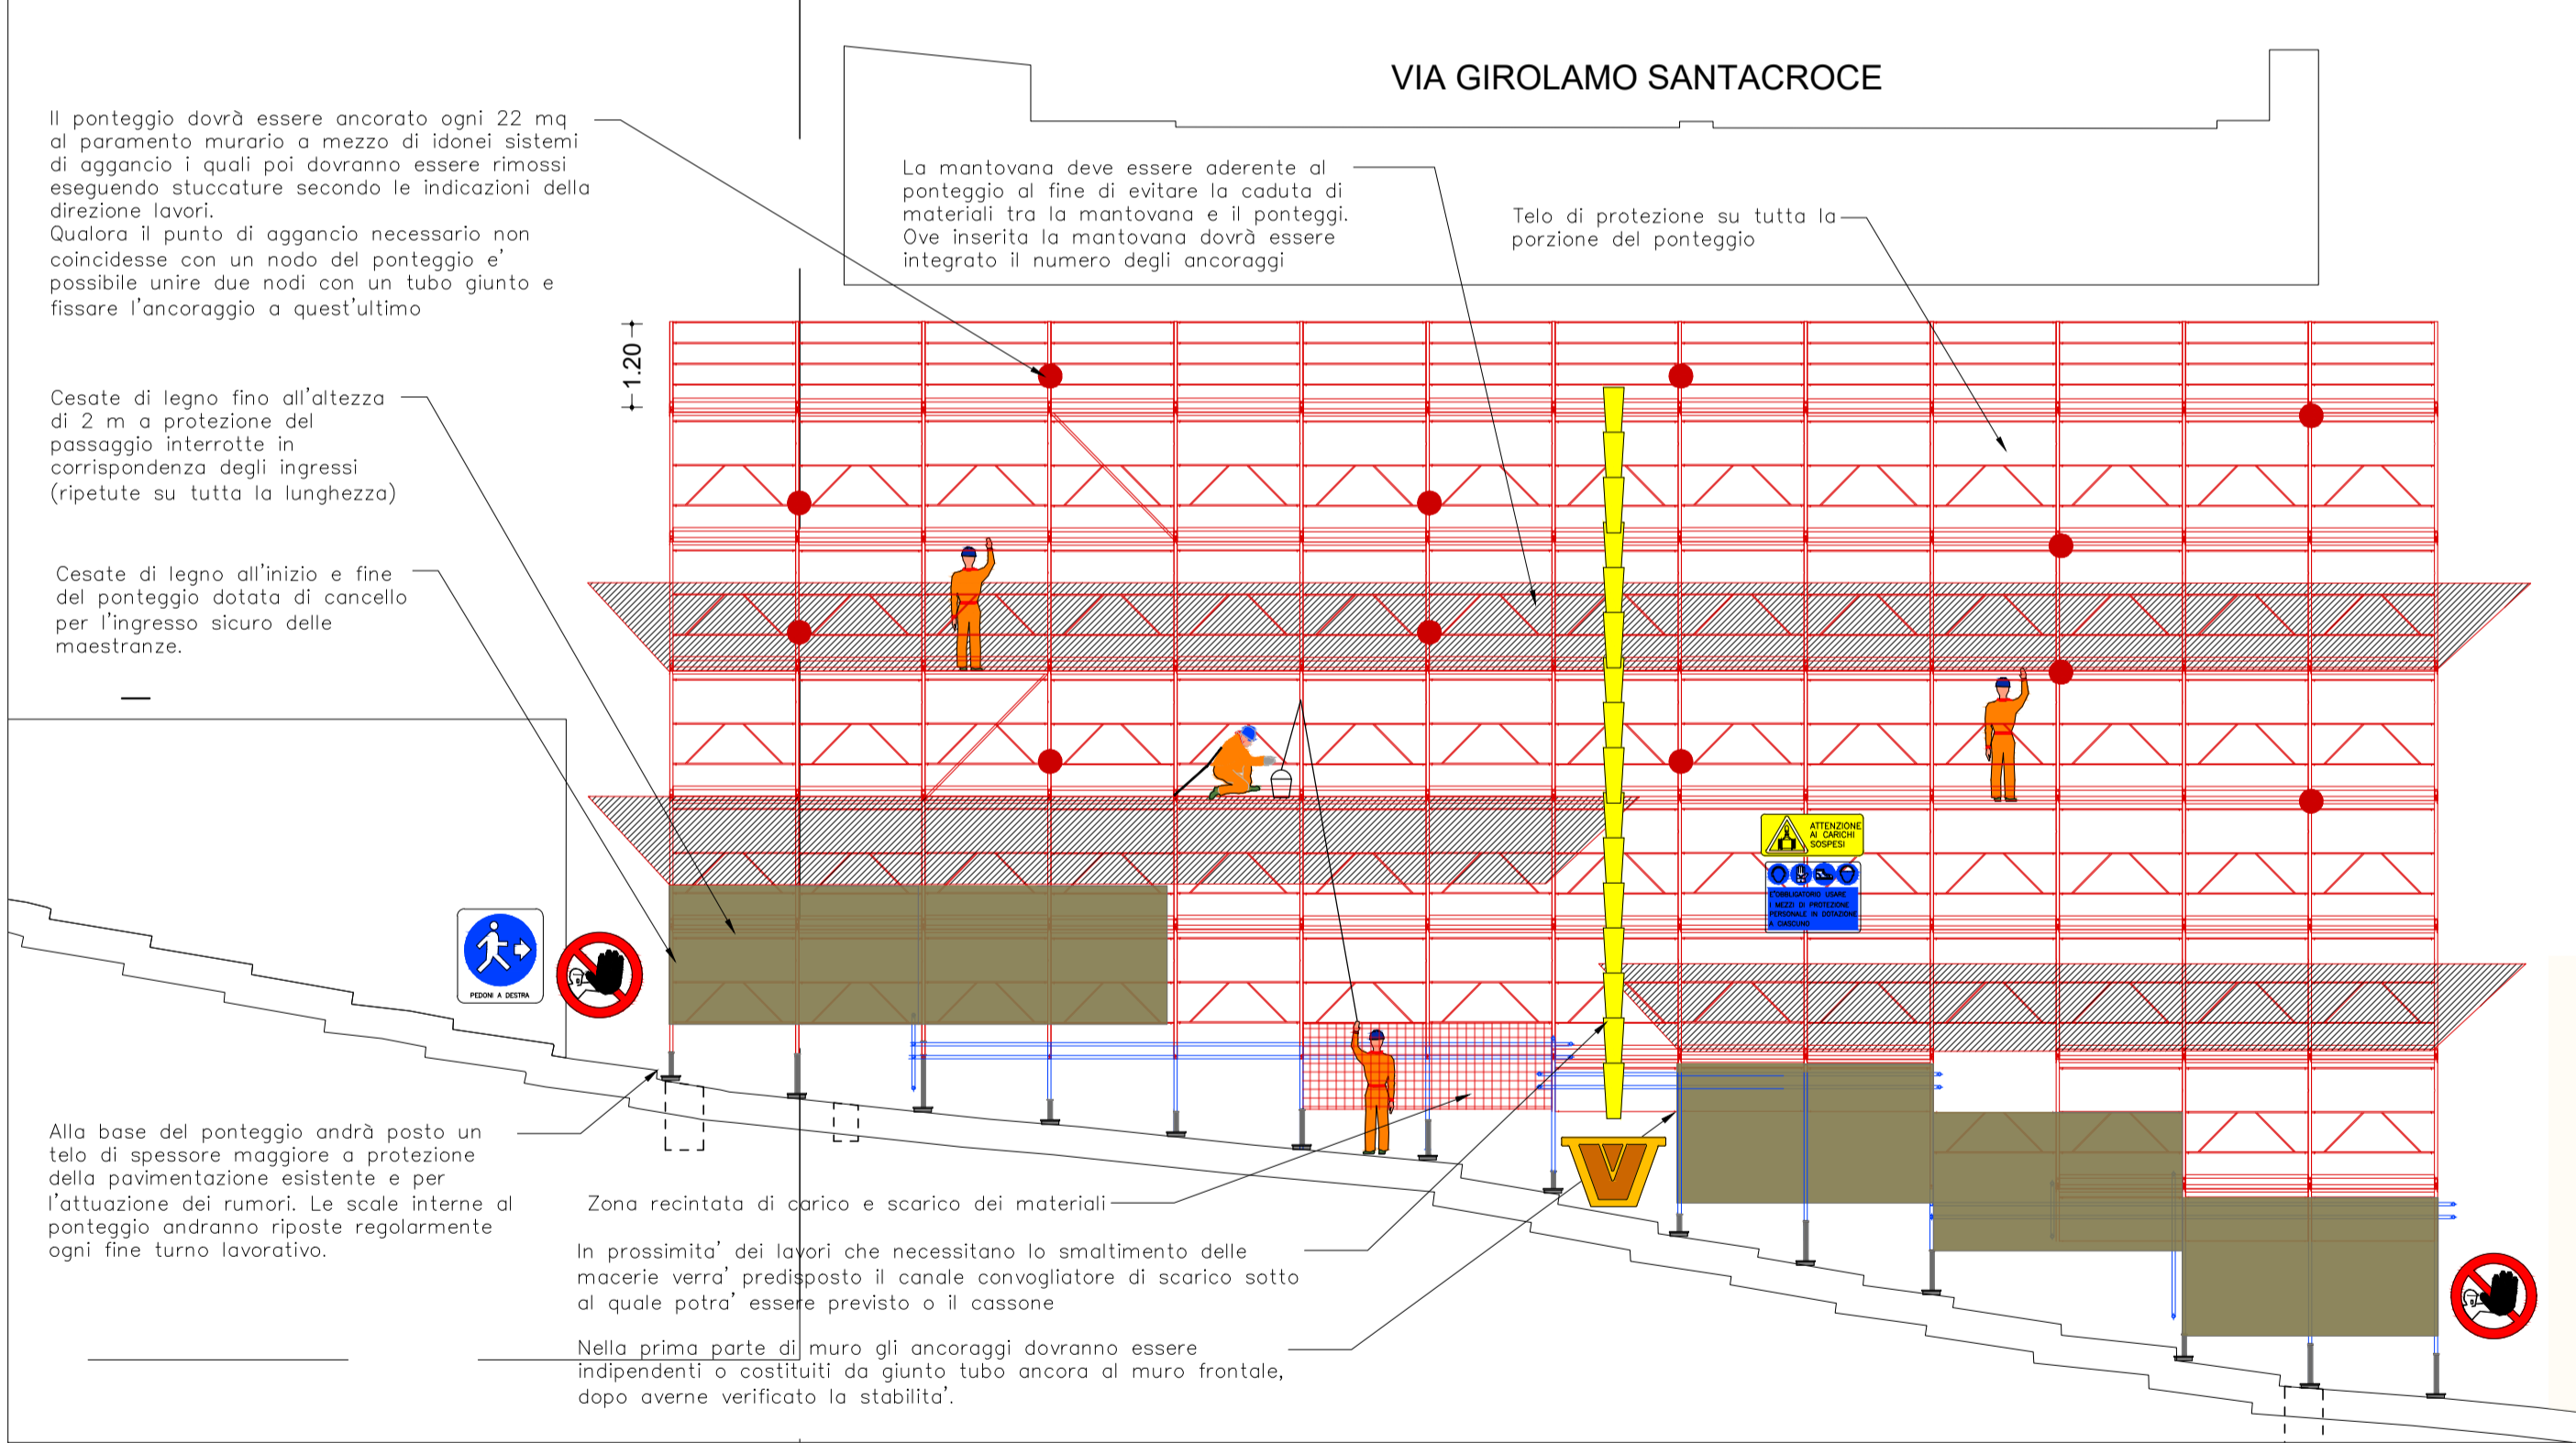 VIA GIROLAMO SANTACROCE
Il ponteggio dovrà essere ancorato ogni 22 mq
al paramento murario a mezzo di idonei sistemi
di aggancio i quali poi dovranno essere rimossi
eseguendo stuccature secondo le indicazioni della
direzione lavori.
Qualora il punto di aggancio necessario non
coincidesse con un nodo del ponteggio e'
possibile unire due nodi con un tubo giunto e
fissare l'ancoraggio a quest'ultimo
La mantovana deve essere aderente al
ponteggio al fine di evitare la caduta di
materiali tra la mantovana e il ponteggi.
Ove inserita la mantovana dovrà essere
integrato il numero degli ancoraggi
Telo di protezione su tutta la
porzione del ponteggio
1.20
Cesate di legno fino all'altezza
di 2 m a protezione del
passaggio interrotte in
corrispondenza degli ingressi
(ripetute su tutta la lunghezza)
Cesate di legno all'inizio e fine
del ponteggio dotata di cancello
per l'ingresso sicuro delle
maestranze.
ATTENZIONE
AI CARICHI
SOSPESI
E'OBBLIGATORIO USARE
I MEZZI DI PROTEZIONE
PERSONALE IN DOTAZIONE
A CIASCUNO
PEDONI A DESTRA
Alla base del ponteggio andrà posto un
telo di spessore maggiore a protezione
della pavimentazione esistente e per
l'attuazione dei rumori. Le scale interne al
ponteggio andranno riposte regolarmente
ogni fine turno lavorativo.
Zona recintata di carico e scarico dei materiali
In prossimita' dei lavori che necessitano lo smaltimento delle
macerie verra' predisposto il canale convogliatore di scarico sotto
al quale potra' essere previsto o il cassone
Nella prima parte di muro gli ancoraggi dovranno essere
indipendenti o costituiti da giunto tubo ancora al muro frontale,
dopo averne verificato la stabilita'.